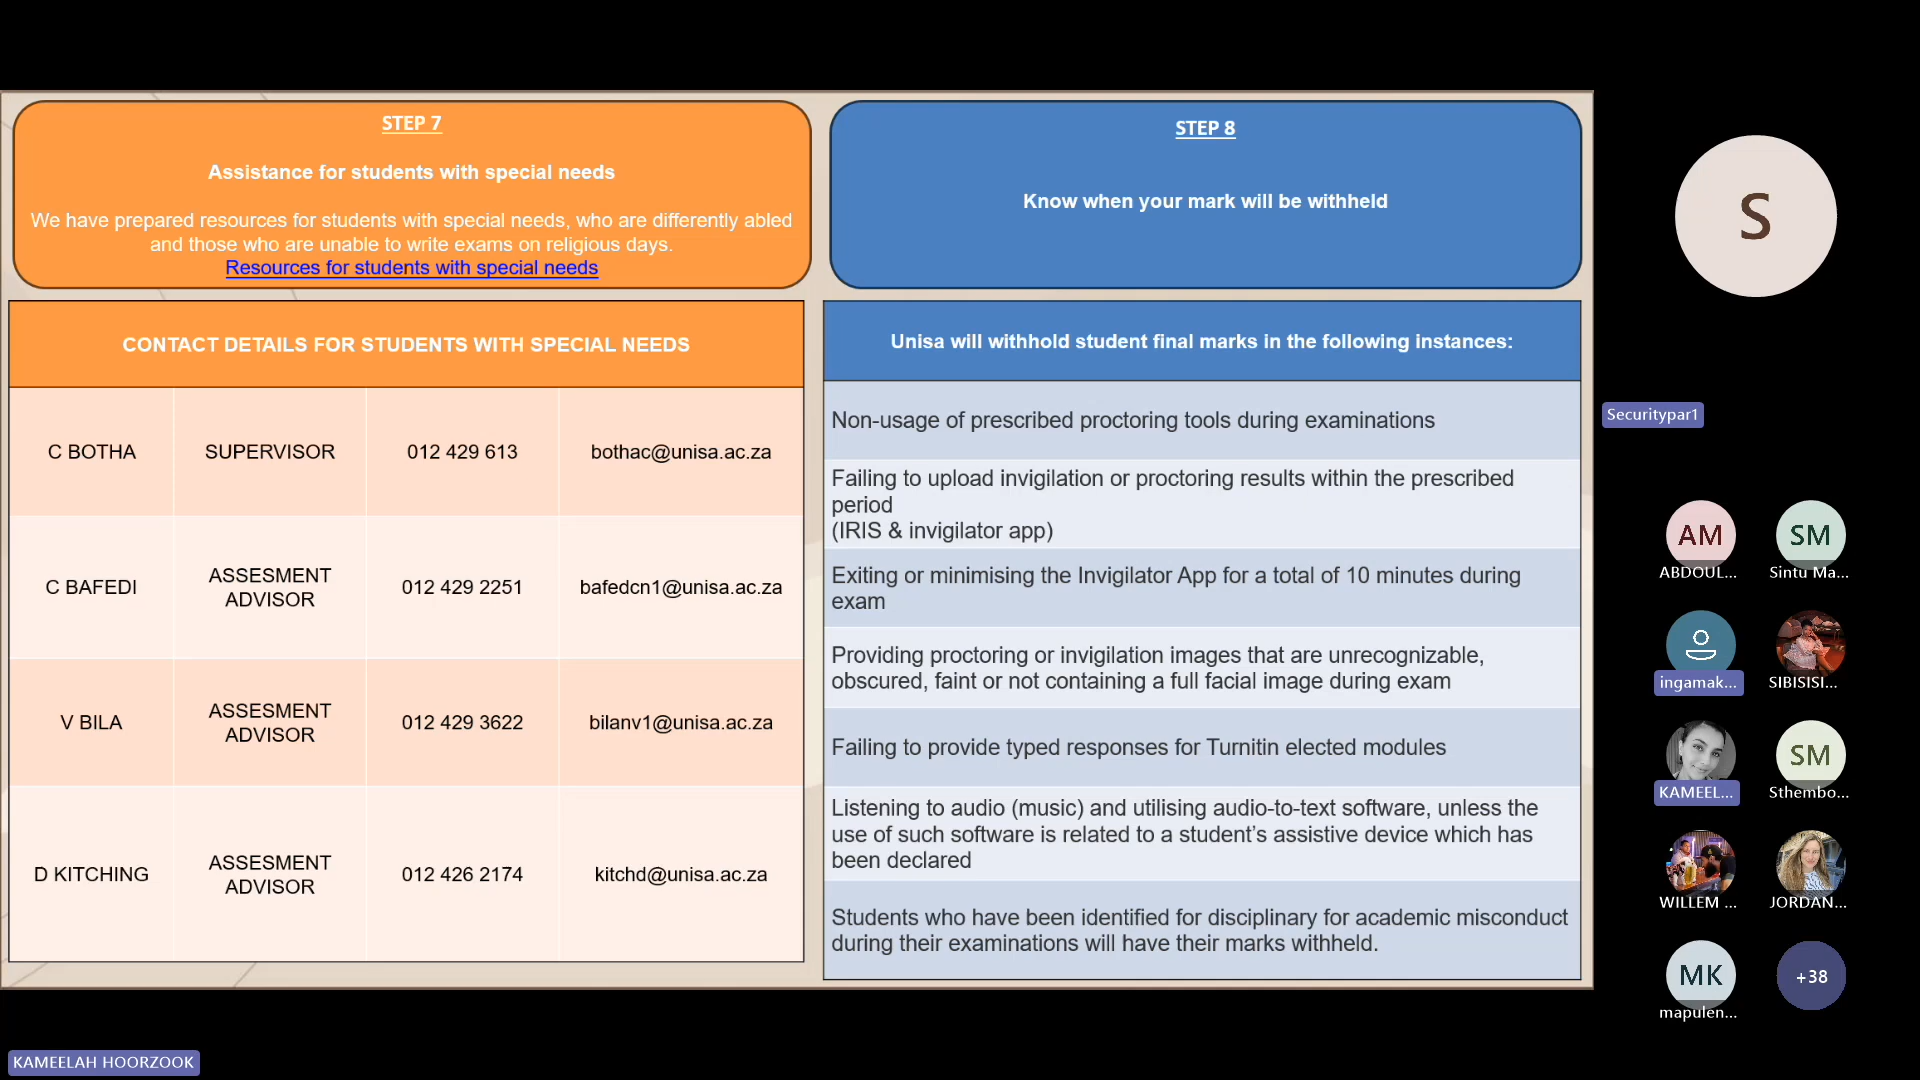 STEP 7
Assistance for students with special needs
We have prepared resources for students with special needs, who are differently abled
and those who are unable to write exams on religious days.
Resources for students with special needs
CONTACT DETAILS FOR STUDENTS WITH SPECIAL NEEDS
C BOTHA SUPERVISOR 012 429 613 bothac@unisa.ac.za
C BAFEDI ASSESMENT ADVISOR 012 429 2251 bafedcn1@unisa.ac.za
V BILA ASSESMENT ADVISOR 012 429 3622 bilanv1@unisa.ac.za
D KITCHING ASSESMENT ADVISOR 012 426 2174 kitchd@unisa.ac.za
STEP 8
Know when your mark will be withheld
Unisa will withhold student final marks in the following instances:
Non-usage of prescribed proctoring tools during examinations
Failing to upload invigilation or proctoring results within the prescribed
period
(IRIS & invigilator app)
Exiting or minimising the Invigilator App for a total of 10 minutes during
exam
Providing proctoring or invigilation images that are unrecognizable,
obscured, faint or not containing a full facial image during exam
Failing to provide typed responses for Turnitin elected modules
Listening to audio (music) and utilising audio-to-text software, unless the
use of such software is related to a student's assistive device which has
been declared
Students who have been identified for disciplinary for academic misconduct
during their examinations will have their marks withheld.
S
Securitypar1
AM SM
ABDOUL... Sintu Ma...
ingamak... SIBISISI...
SM
KAMEEL... Sthembo...
WILLEM ... JORDAN...
MK +38
mapulen...
KAMEELAH HOORZOOK